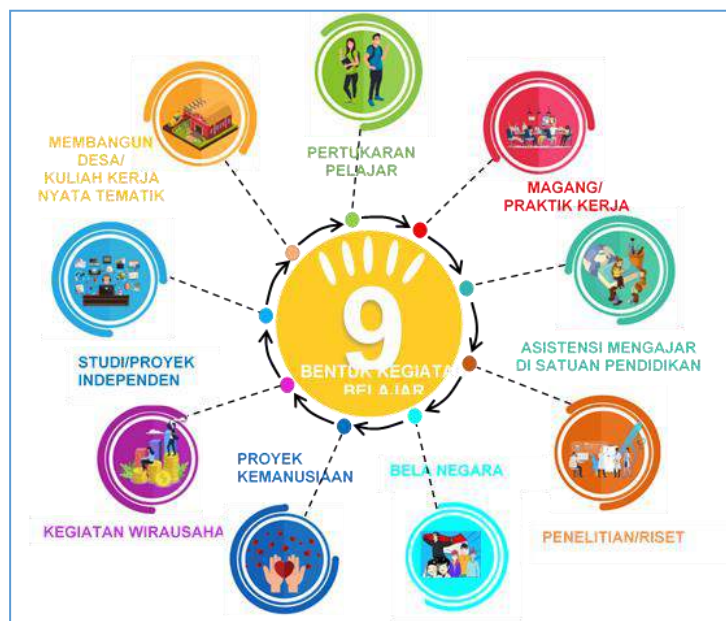 PERTUKARAN
PELAJAR
MAGANG/
PRAKTIK KERJA
ASISTENSI MENGAJAR
DI SATUAN PENDIDIKAN
PENELITIAN/RISET
BELA NEGARA
PROYEK
KEMANUSIAAN
KEGIATAN WIRAUSAHA
STUDI/PROYEK
INDEPENDEN
MEMBANGUN
DESA/
KULIAH KERJA
NYATA TEMATIK
9
BENTUK KEGIATAN
BELAJAR